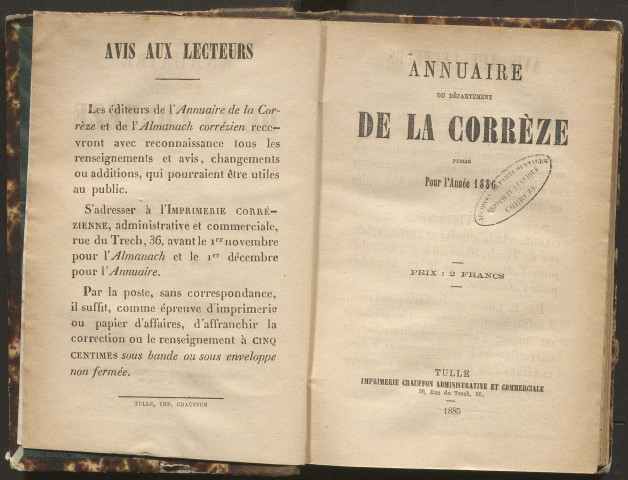 AVIS AUX LECTEURS
Les éditeurs de l'Annuaire de la Cor-
rèze et de l'Almanach corrézien rece-
vront avec reconnaissance tous les
renseignements et avis, changements
ou additions, qui pourraient être utiles
au public.
S'adresser à l'IMPRIMERIE CORRÉ-
ZIENNE, administrative et commerciale,
rue du Trech, 36, avant le 1er novembre
pour l'Almanach et le 1er décembre
pour l'Annuaire.
Par la poste, sans correspondance,
il suffit, comme épreuve d'imprimerie
ou papier d'affaires, d'affranchir la
correction ou le renseignement à CINQ
CENTIMES sous bande ou sous enveloppe
non fermée.
TULLE, IMP. CRAUFFON
ANNUAIRE
DU DÉPARTEMENT
DE LA CORRÈZE
PUBLIÉ
Pour l'Année 1886
ARCHIVES DÉPARTEMENTALES
CORRÈZE
PRIX : 2 FRANCS
TULLE
IMPRIMERIE CRAUFFON ADMINISTRATIVE ET COMMERCIALE
36, Rue du Trech, 36.
1885